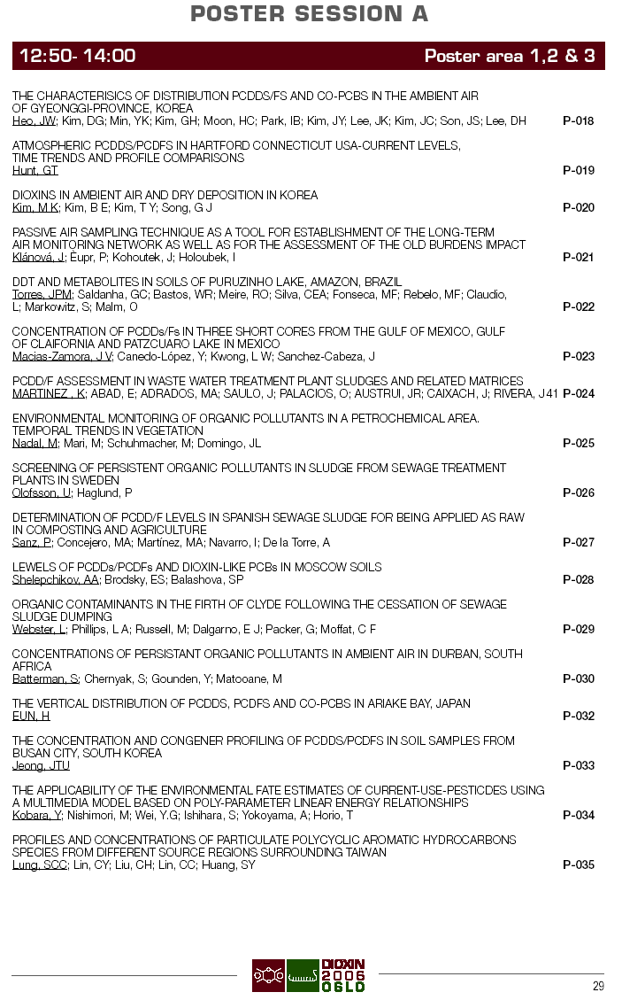 POSTER SESSION A
12:50- 14:00 Poster area 1,2 & 3
THE CHARACTERISICS OF DISTRIBUTION PCDDS/FS AND CO-PCBS IN THE AMBIENT AIR
OF GYEONGGI-PROVINCE, KOREA
Heo, JW; Kim, DG; Min, YK; Kim, GH; Moon, HC; Park, IB; Kim, JY; Lee, JK; Kim, JC; Son, JS; Lee, DH P-018
ATMOSPHERIC PCDDS/PCDFS IN HARTFORD CONNECTICUT USA-CURRENT LEVELS,
TIME TRENDS AND PROFILE COMPARISONS
Hunt, GT P-019
DIOXINS IN AMBIENT AIR AND DRY DEPOSITION IN KOREA
Kim, M K; Kim, B E; Kim, T Y; Song, G J P-020
PASSIVE AIR SAMPLING TECHNIQUE AS A TOOL FOR ESTABLISHMENT OF THE LONG-TERM
AIR MONITORING NETWORK AS WELL AS FOR THE ASSESSMENT OF THE OLD BURDENS IMPACT
Klánová, J; Èupr, P; Kohoutek, J; Holoubek, I P-021
DDT AND METABOLITES IN SOILS OF PURUZINHO LAKE, AMAZON, BRAZIL
Torres, JPM; Saldanha, GC; Bastos, WR; Meire, RO; Silva, CEA; Fonseca, MF; Rebelo, MF; Claudio,
L; Markowitz, S; Malm, O P-022
CONCENTRATION OF PCDDs/Fs IN THREE SHORT CORES FROM THE GULF OF MEXICO, GULF
OF CLAIFORNIA AND PATZCUARO LAKE IN MEXICO
Macias-Zamora, J V; Canedo-López, Y; Kwong, L W; Sanchez-Cabeza, J P-023
PCDD/F ASSESSMENT IN WASTE WATER TREATMENT PLANT SLUDGES AND RELATED MATRICES
MARTINEZ , K; ABAD, E; ADRADOS, MA; SAULO, J; PALACIOS, O; AUSTRUI, JR; CAIXACH, J; RIVERA, J 41 P-024
ENVIRONMENTAL MONITORING OF ORGANIC POLLUTANTS IN A PETROCHEMICAL AREA.
TEMPORAL TRENDS IN VEGETATION
Nadal, M; Mari, M; Schuhmacher, M; Domingo, JL P-025
SCREENING OF PERSISTENT ORGANIC POLLUTANTS IN SLUDGE FROM SEWAGE TREATMENT
PLANTS IN SWEDEN
Olofsson, U; Haglund, P P-026
DETERMINATION OF PCDD/F LEVELS IN SPANISH SEWAGE SLUDGE FOR BEING APPLIED AS RAW
IN COMPOSTING AND AGRICULTURE
Sanz, P; Concejero, MA; Martínez, MA; Navarro, I; De la Torre, A P-027
LEWELS OF PCDDs/PCDFs AND DIOXIN-LIKE PCBs IN MOSCOW SOILS
Shelepchikov, AA; Brodsky, ES; Balashova, SP P-028
ORGANIC CONTAMINANTS IN THE FIRTH OF CLYDE FOLLOWING THE CESSATION OF SEWAGE
SLUDGE DUMPING
Webster, L; Phillips, L A; Russell, M; Dalgarno, E J; Packer, G; Moffat, C F P-029
CONCENTRATIONS OF PERSISTANT ORGANIC POLLUTANTS IN AMBIENT AIR IN DURBAN, SOUTH
AFRICA
Batterman, S; Chernyak, S; Gounden, Y; Matooane, M P-030
THE VERTICAL DISTRIBUTION OF PCDDS, PCDFS AND CO-PCBS IN ARIAKE BAY, JAPAN
EUN, H P-032
THE CONCENTRATION AND CONGENER PROFILING OF PCDDS/PCDFS IN SOIL SAMPLES FROM
BUSAN CITY, SOUTH KOREA
Jeong, JTU P-033
THE APPLICABILITY OF THE ENVIRONMENTAL FATE ESTIMATES OF CURRENT-USE-PESTICDES USING
A MULTIMEDIA MODEL BASED ON POLY-PARAMETER LINEAR ENERGY RELATIONSHIPS
Kobara, Y; Nishimori, M; Wei, Y.G; Ishihara, S; Yokoyama, A; Horio, T P-034
PROFILES AND CONCENTRATIONS OF PARTICULATE POLYCYCLIC AROMATIC HYDROCARBONS
SPECIES FROM DIFFERENT SOURCE REGIONS SURROUNDING TAIWAN
Lung, SCC; Lin, CY; Liu, CH; Lin, CC; Huang, SY P-035
DIOXIN
2006
OSLO
29